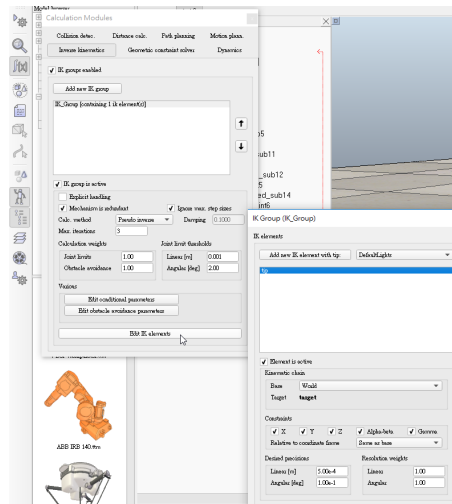 Calculation Modules
Collision detec.
Distance calc.
Path planning
Motion plann.
Inverse kinematics
Geometric constraint solver
Dynamics
IK groups enabled
Add new IK group
IK_Group [containing 1 ik element(s)]
IK group is active
Explicit handling
Mechanism is redundant
Ignore max. step sizes
Calc. method
Pseudo inverse
Damping
0.1000
Max. iterations
3
Calculation weights
Joint limit thesholds
Joint limits
1.00
Linear [m]
0.001
Obstacle avoidance
1.00
Angular [deg]
2.00
Various
Edit conditional parameters
Edit obstacle avoidance parameters
Edit IK elements
ub11
_sub12
ed_sub14
ABB IRB 140.ttm
IK Group (IK_Group)
IK elements
Add new IK element with tip:
DefaultLights
tip
Element is active
Kinematic chain
Base
World
Target
target
Constraints
X
Y
Z
Alpha-beta
Gamma
Relative to coordinate frame
Same as base
Desired precisions
Resolution weights
Linear [m]
5.00e-4
Linear
1.00
Angular [deg]
1.00e-1
Angular
1.00